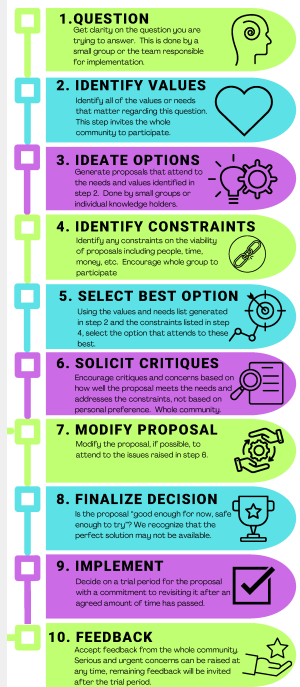 1.QUESTION
Get clarity on the question you are
trying to answer. This is done by a
small group or the team responsible
for implementation.
2. IDENTIFY VALUES
Identify all of the values or needs
that matter regarding this question.
This step invites the whole
community to participate.
3. IDEATE OPTIONS
Generate proposals that attend to
the needs and values identified in
step 2. Done by small groups or
individual knowledge holders.
4. IDENTIFY CONSTRAINTS
Identify any constraints on the viability
of proposals including people, time,
money, etc. Encourage whole group to
participate
5. SELECT BEST OPTION
Using the values and needs list generated
in step 2 and the constraints listed in step
4, select the option that attends to these
best.
6. SOLICIT CRITIQUES
Encourage critiques and concerns based on
how well the proposal meets the needs and
addresses the constraints, not based on
personal preference. Whole community.
7. MODIFY PROPOSAL
Modify the proposal, if possible, to
attend to the issues raised in step 6.
8. FINALIZE DECISION
Is the proposal "good enough for now, safe
enough to try"? We recognize that the
perfect solution may not be available.
9. IMPLEMENT
Decide on a trial period for the proposal
with a commitment to revisiting it after an
agreed amount of time has passed.
10. FEEDBACK
Accept feedback from the whole community.
Serious and urgent concerns can be raised at
any time, remaining feedback will be invited
after the trial period.